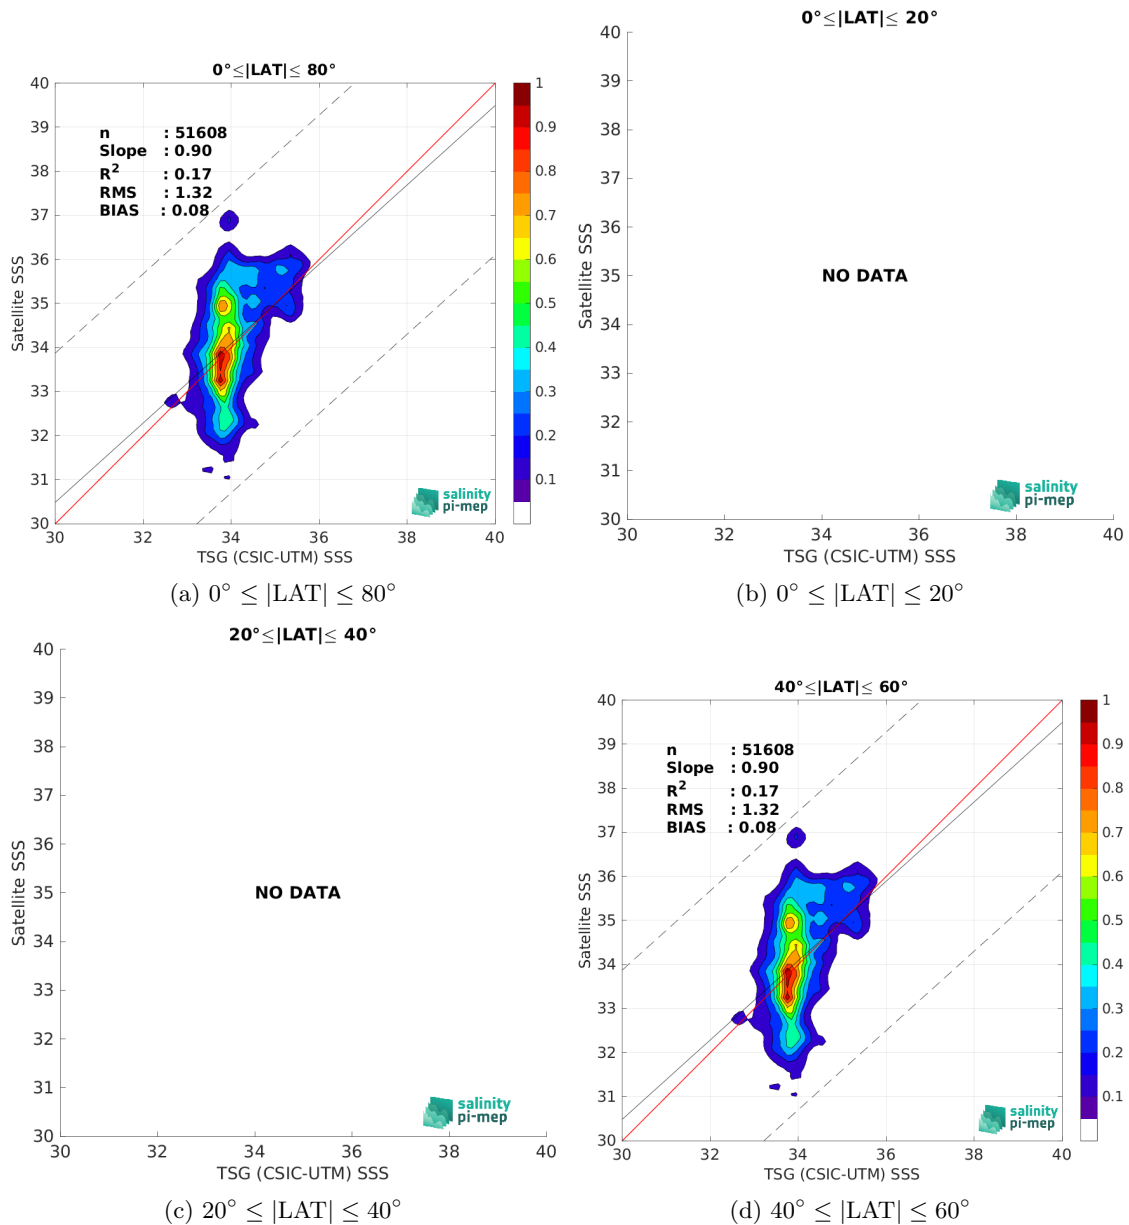 0°≤|LAT|≤ 80°
40
39
38
37
36
35
34
33
32
31
30
Satellite SSS
n : 51608
Slope : 0.90
R² : 0.17
RMS : 1.32
BIAS : 0.08
salinity
pi-mep
30 32 34 36 38 40
TSG (CSIC-UTM) SSS
1
0.9
0.8
0.7
0.6
0.5
0.4
0.3
0.2
0.1
(a) 0° ≤ |LAT| ≤ 80°
0°≤|LAT|≤ 20°
40
39
38
37
36
35
34
33
32
31
30
Satellite SSS
NO DATA
salinity
pi-mep
30 32 34 36 38 40
TSG (CSIC-UTM) SSS
(b) 0° ≤ |LAT| ≤ 20°
20°≤|LAT|≤ 40°
40
39
38
37
36
35
34
33
32
31
30
Satellite SSS
NO DATA
salinity
pi-mep
30 32 34 36 38 40
TSG (CSIC-UTM) SSS
(c) 20° ≤ |LAT| ≤ 40°
40°≤|LAT|≤ 60°
40
39
38
37
36
35
34
33
32
31
30
Satellite SSS
n : 51608
Slope : 0.90
R² : 0.17
RMS : 1.32
BIAS : 0.08
salinity
pi-mep
30 32 34 36 38 40
TSG (CSIC-UTM) SSS
1
0.9
0.8
0.7
0.6
0.5
0.4
0.3
0.2
0.1
(d) 40° ≤ |LAT| ≤ 60°